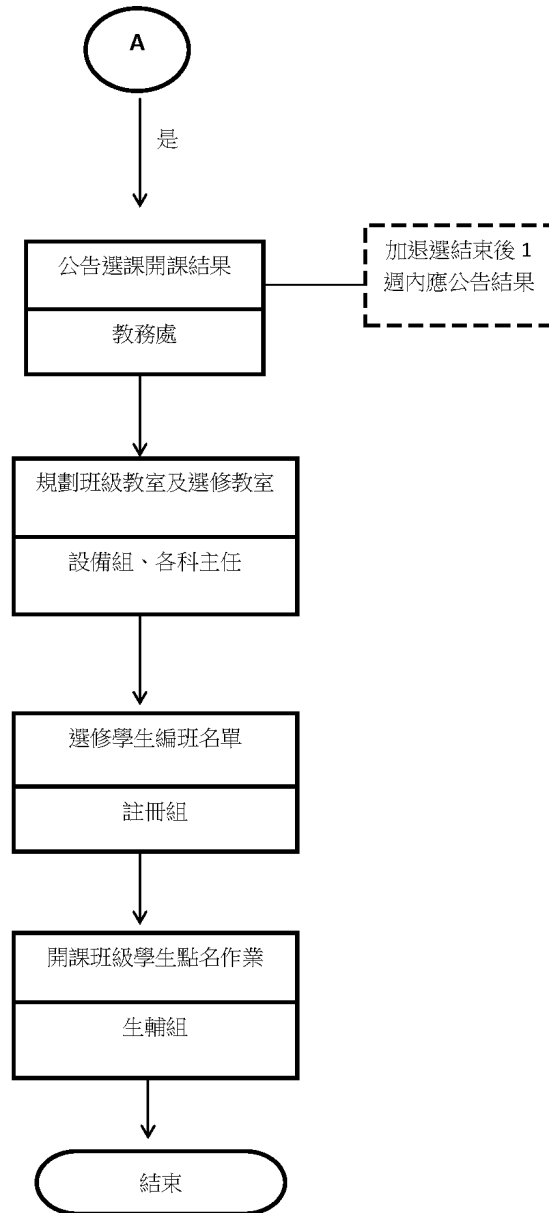 A
是
公告選課開課結果
教務處
加退選結束後 1
週內應公告結果
規劃班級教室及選修教室
設備組、各科主任
選修學生編班名單
註冊組
開課班級學生點名作業
生輔組
結束